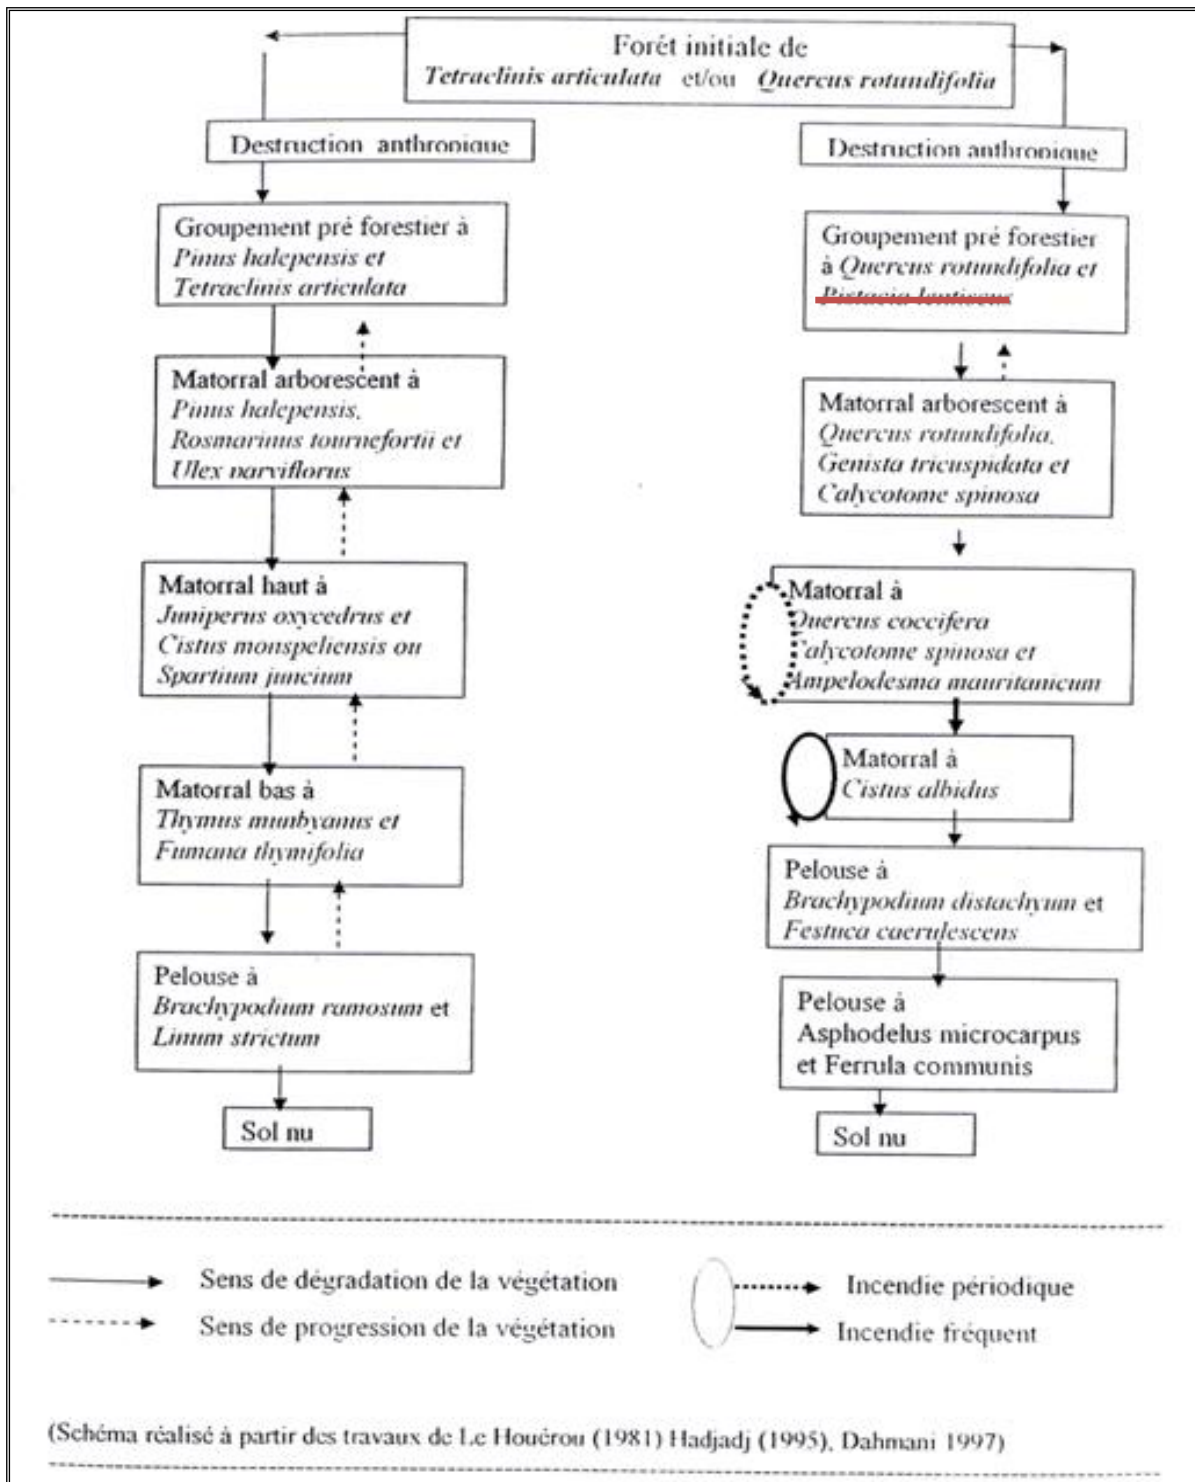 Forêt initiale de
Tetraclinis articulata et/ou Quercus rotundifolia
Destruction anthropique
Groupement pré forestier à
Pinus halepensis et
Tetraclinis articulata
Matorral arborescent à
Pinus halepensis,
Rosmarinus tournefortii et
Ulex parviflorus
Matorral haut à
Juniperus oxycedrus et
Cistus monspeliensis ou
Spartium juncium
Matorral bas à
Thymus munbyanus et
Fumana thymifolia
Pelouse à
Brachypodium ramosum et
Linum strictum
Sol nu
Destruction anthropique
Groupement pré forestier
à Quercus rotundifolia et
Pistacia lentiscus
Matorral arborescent à
Quercus rotundifolia,
Genista tricuspidata et
Calycotome spinosa
Matorral à
Quercus coccifera
Calycotome spinosa et
Ampelodesma mauritanicum
Matorral à
Cistus albidus
Pelouse à
Brachypodium distachyum et
Festuca caerulescens
Pelouse à
Asphodelus microcarpus
et Ferrula communis
Sol nu
Sens de dégradation de la végétation
Sens de progression de la végétation
Incendie périodique
Incendie fréquent
(Schéma réalisé à partir des travaux de Le Houérou (1981) Hadjadj (1995), Dahmani 1997)